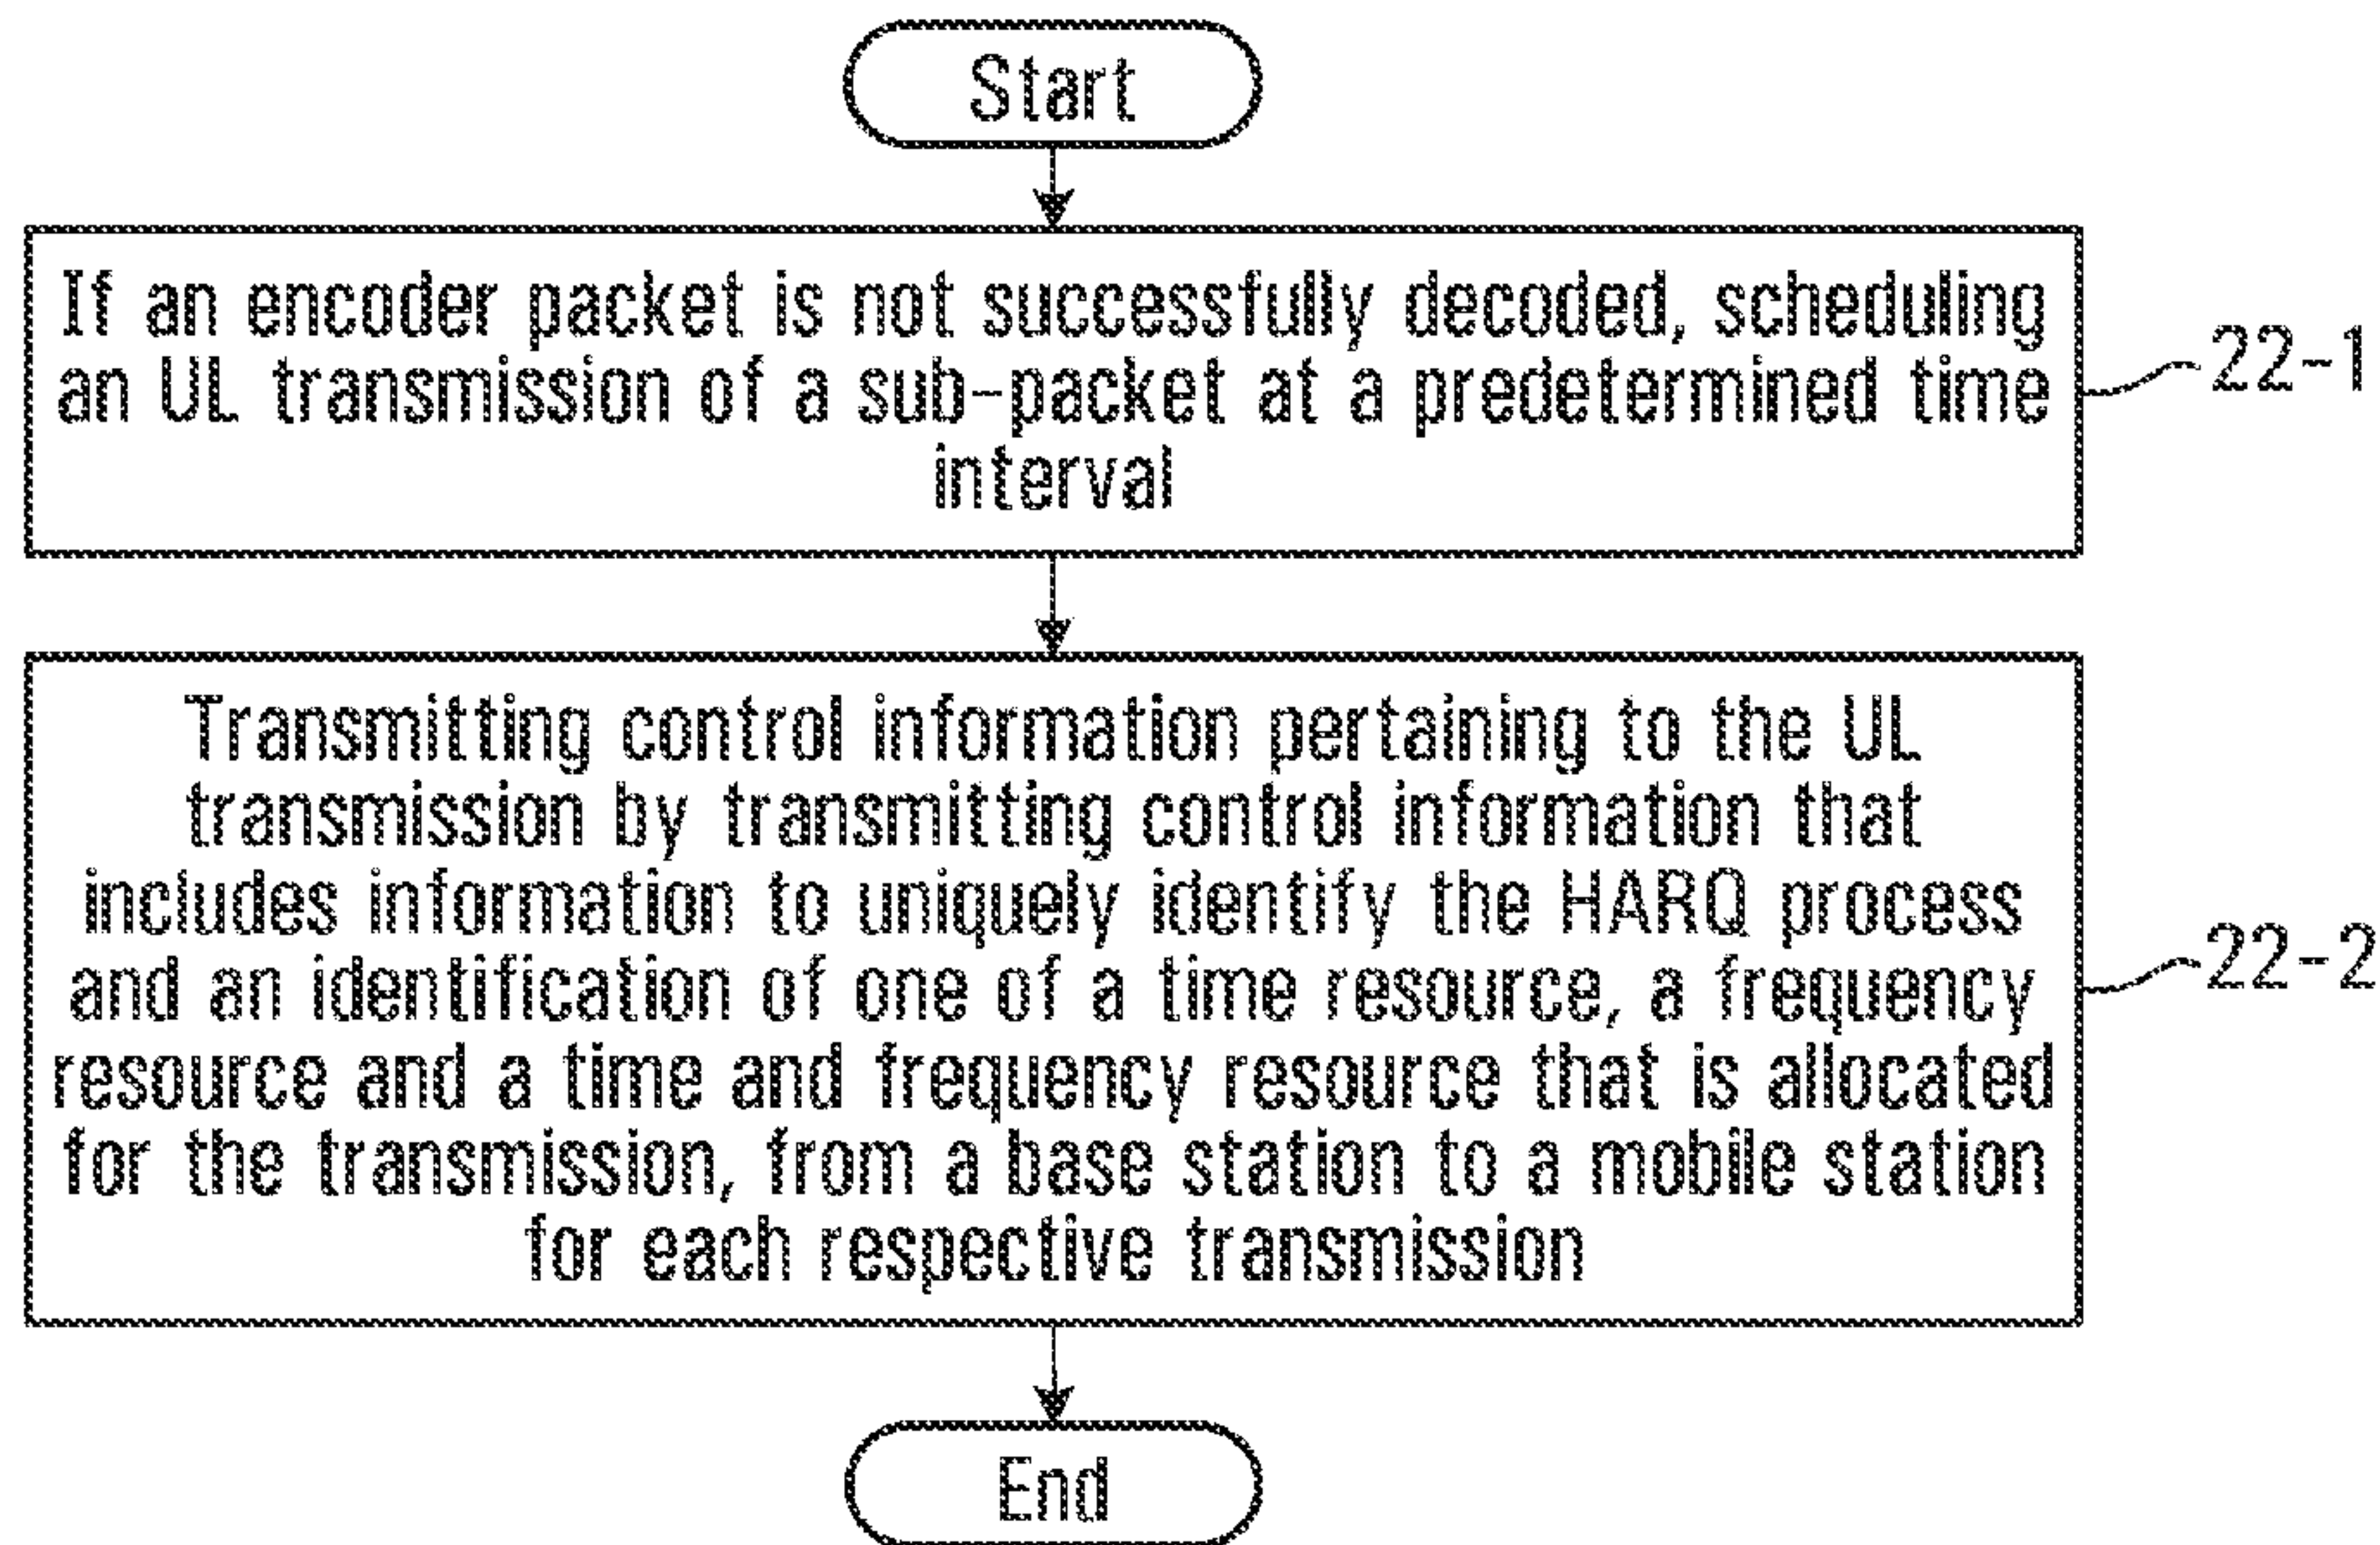 Start
If an encoder packet is not successfully decoded, scheduling
an UL transmission of a sub-packet at a predetermined time
interval
22-1
Transmitting control information pertaining to the UL
transmission by transmitting control information that
includes information to uniquely identify the HARQ process
and an identification of one of a time resource, a frequency
resource and a time and frequency resource that is allocated
for the transmission, from a base station to a mobile station
for each respective transmission
22-2
End